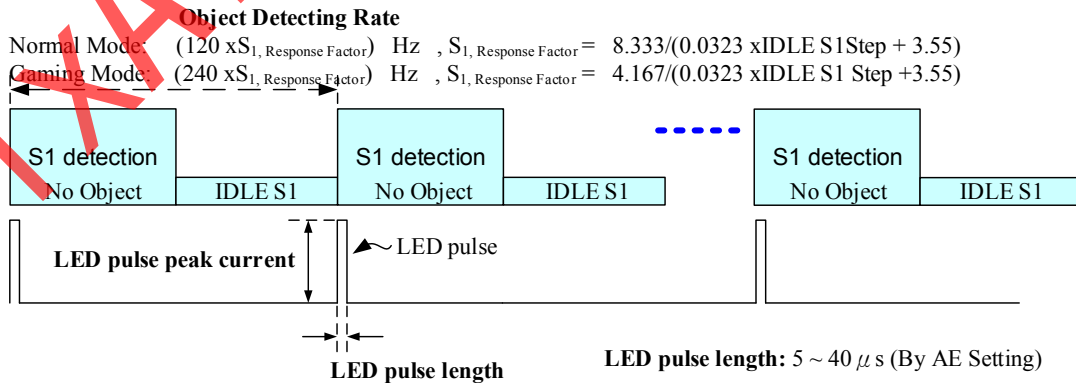 Object Detecting Rate
Normal Mode: (120 xS1, Response Factor) Hz , S1, Response Factor = 8.333/(0.0323 xIDLE S1Step + 3.55)
Gaming Mode: (240 xS1, Response Factor) Hz , S1, Response Factor = 4.167/(0.0323 xIDLE S1 Step +3.55)
S1 detection
No Object
IDLE S1
S1 detection
No Object
IDLE S1
S1 detection
No Object
IDLE S1
LED pulse peak current
LED pulse
LED pulse length
LED pulse length: 5 ~ 40 μ s (By AE Setting)